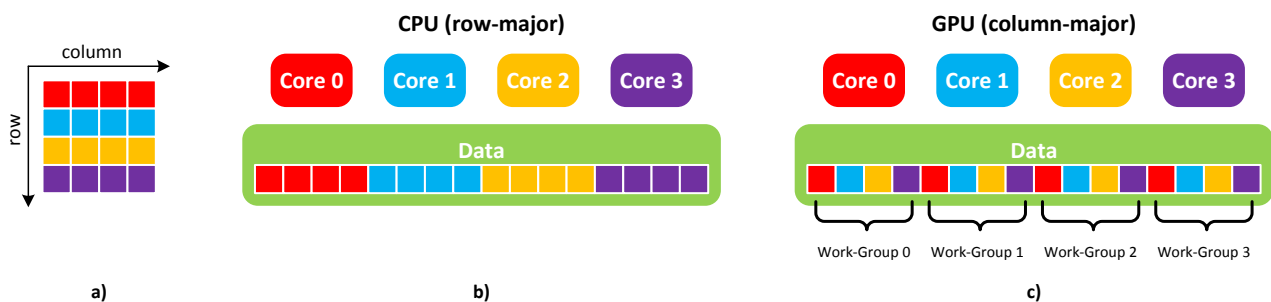 column
row
a)
CPU (row-major)
Core 0
Core 1
Core 2
Core 3
Data
b)
GPU (column-major)
Core 0
Core 1
Core 2
Core 3
Data
Work-Group 0
Work-Group 1
Work-Group 2
Work-Group 3
c)